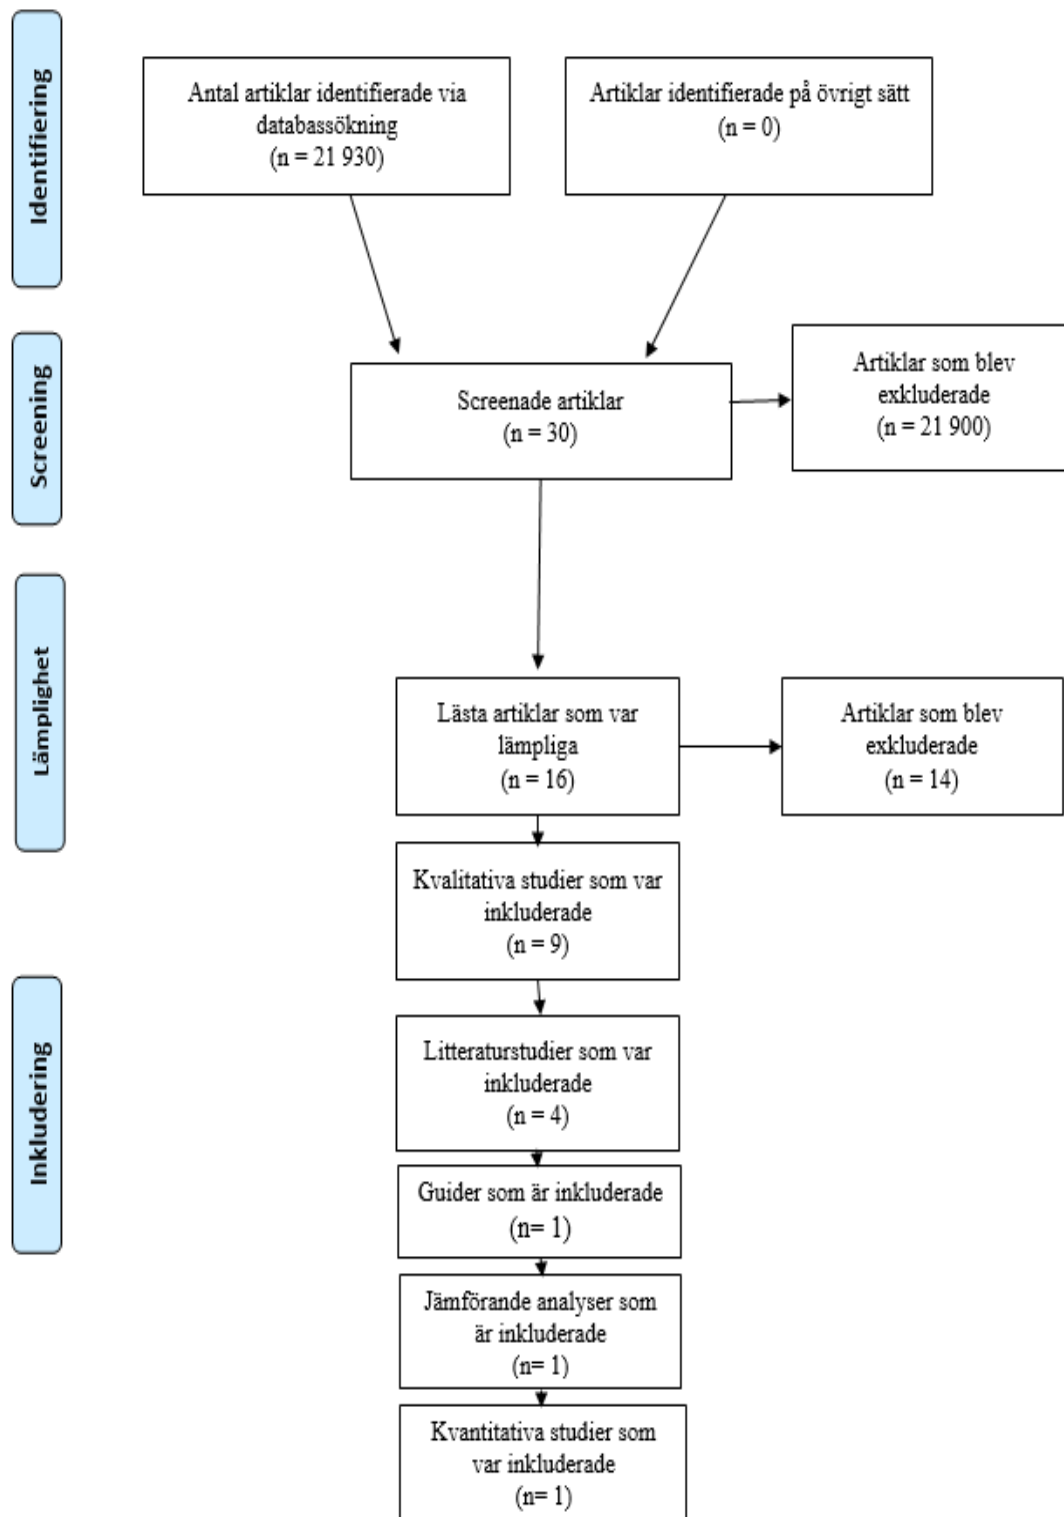 Identifiering
Antal artiklar identifierade via
databassökning
(n = 21 930)
Artiklar identifierade på övrigt sätt
(n = 0)
Screening
Screenade artiklar
(n = 30)
Artiklar som blev
exkluderade
(n = 21 900)
Lämplighet
Lästa artiklar som var
lämpliga
(n = 16)
Artiklar som blev
exkluderade
(n = 14)
Kvalitativa studier som var
inkluderade
(n = 9)
Inkludering
Litteraturstudier som var
inkluderade
(n = 4)
Guider som är inkluderade
(n= 1)
Jämförande analyser som
är inkluderade
(n= 1)
Kvantitativa studier som
var inkluderade
(n= 1)